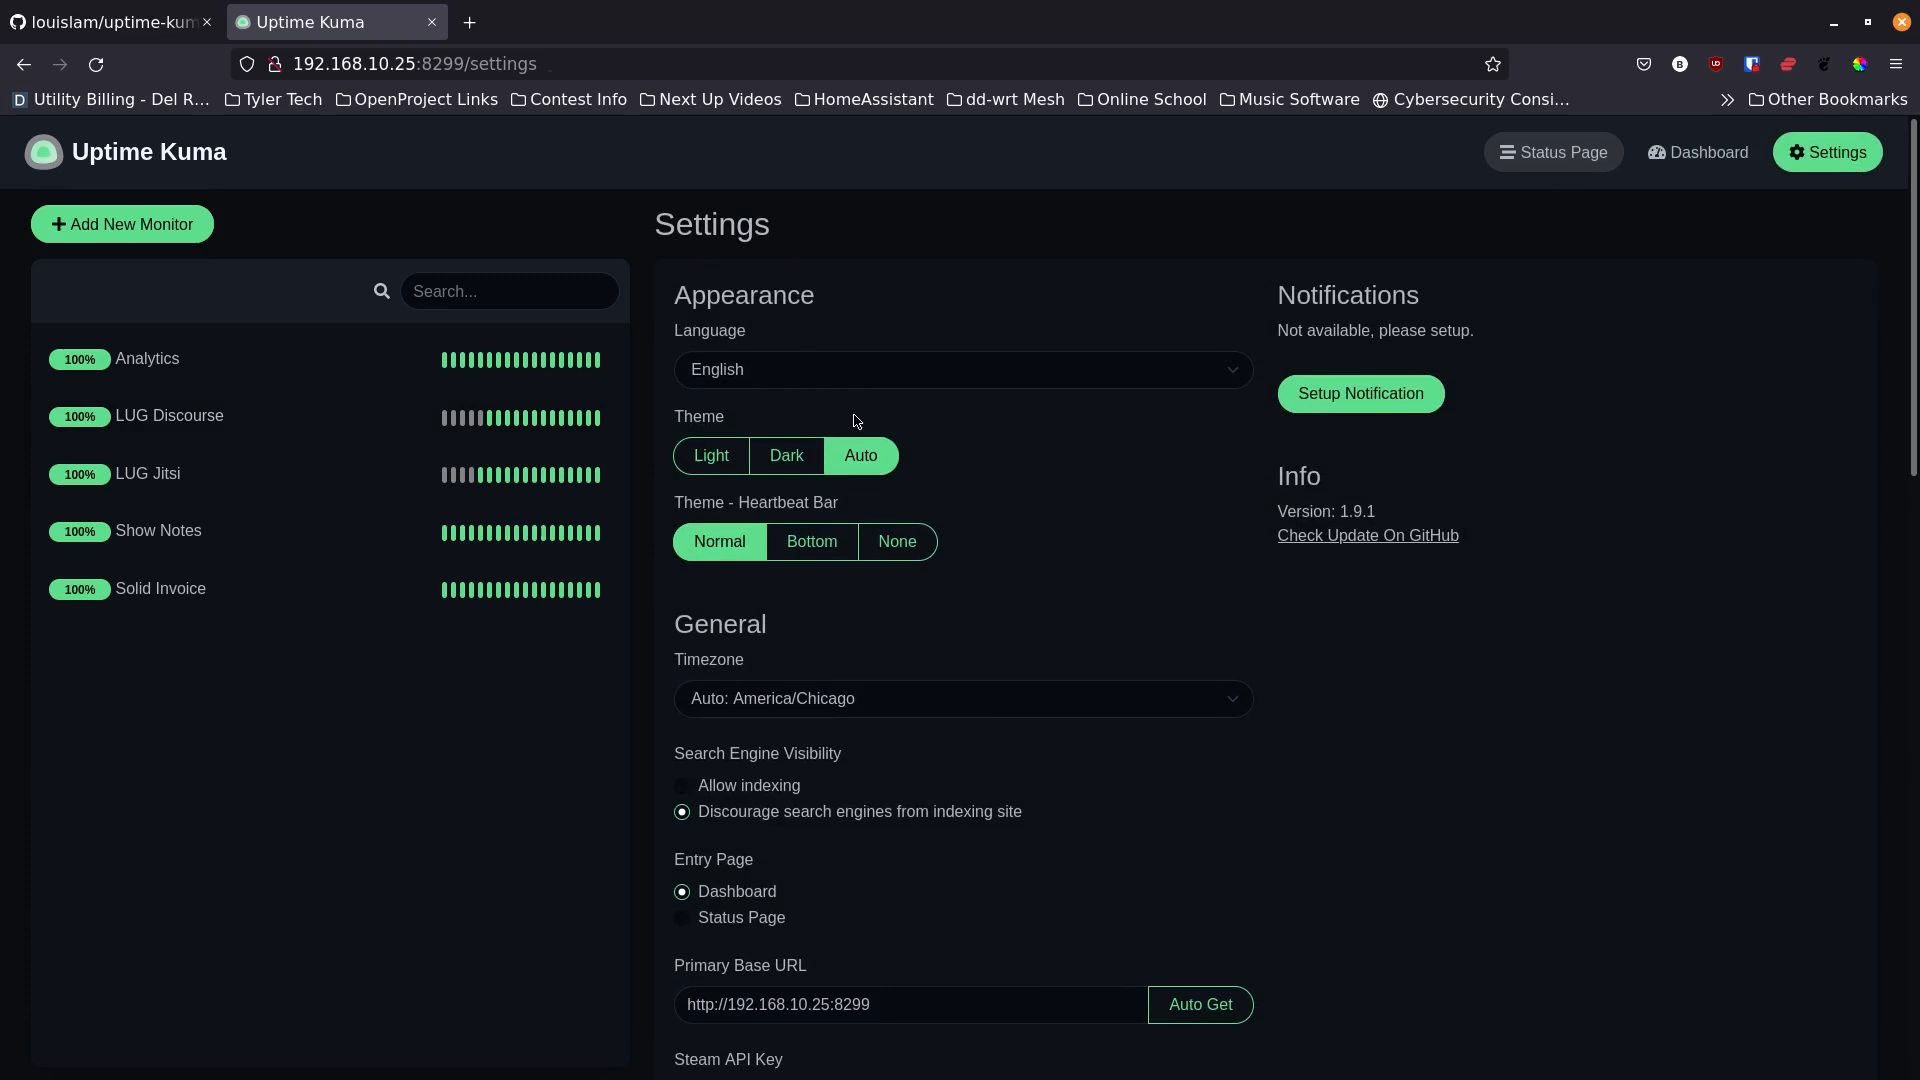 louislam/uptime-kum
Uptime Kuma
192.168.10.25:8299/settings
Utility Billing - Del R...
Tyler Tech
OpenProject Links
Contest Info
Next Up Videos
HomeAssistant
dd-wrt Mesh
Online School
Music Software
Cybersecurity Consi...
Other Bookmarks
Uptime Kuma
Status Page
Dashboard
Settings
Add New Monitor
Search...
100% Analytics
100% LUG Discourse
100% LUG Jitsi
100% Show Notes
100% Solid Invoice
Settings
Appearance
Language
English
Theme
Light
Dark
Auto
Theme - Heartbeat Bar
Normal
Bottom
None
General
Timezone
Auto: America/Chicago
Search Engine Visibility
Allow indexing
Discourage search engines from indexing site
Entry Page
Dashboard
Status Page
Primary Base URL
http://192.168.10.25:8299
Auto Get
Steam API Key
Notifications
Not available, please setup.
Setup Notification
Info
Version: 1.9.1
Check Update On GitHub